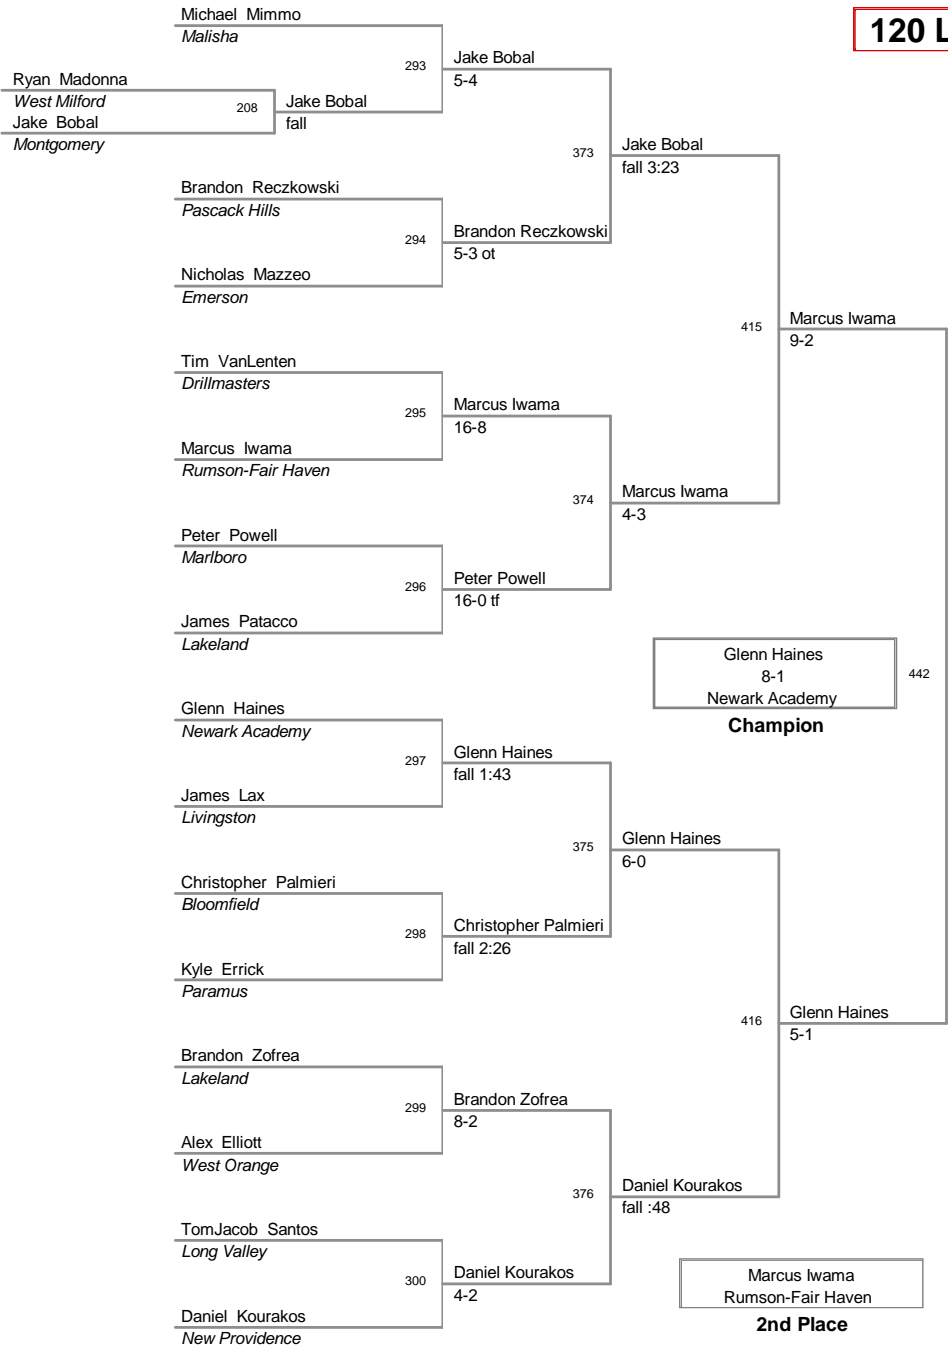 Michael Mimmo
Malisha
120 L
293
Jake Bobal
5-4
Ryan Madonna
West Milford
208
Jake Bobal
fall
Jake Bobal
Montgomery
373
Jake Bobal
fall 3:23
Brandon Reczkowski
Pascack Hills
294
Brandon Reczkowski
5-3 ot
Nicholas Mazzeo
Emerson
415
Marcus Iwama
9-2
Tim VanLenten
Drillmasters
295
Marcus Iwama
16-8
Marcus Iwama
Rumson-Fair Haven
374
Marcus Iwama
4-3
Peter Powell
Marlboro
296
Peter Powell
16-0 tf
James Patacco
Lakeland
Glenn Haines
8-1
Newark Academy
442
Champion
Glenn Haines
Newark Academy
297
Glenn Haines
fall 1:43
James Lax
Livingston
375
Glenn Haines
6-0
Christopher Palmieri
Bloomfield
298
Christopher Palmieri
fall 2:26
Kyle Errick
Paramus
416
Glenn Haines
5-1
Brandon Zofrea
Lakeland
299
Brandon Zofrea
8-2
Alex Elliott
West Orange
376
Daniel Kourakos
fall :48
TomJacob Santos
Long Valley
300
Daniel Kourakos
4-2
Daniel Kourakos
New Providence
Marcus Iwama
Rumson-Fair Haven
2nd Place